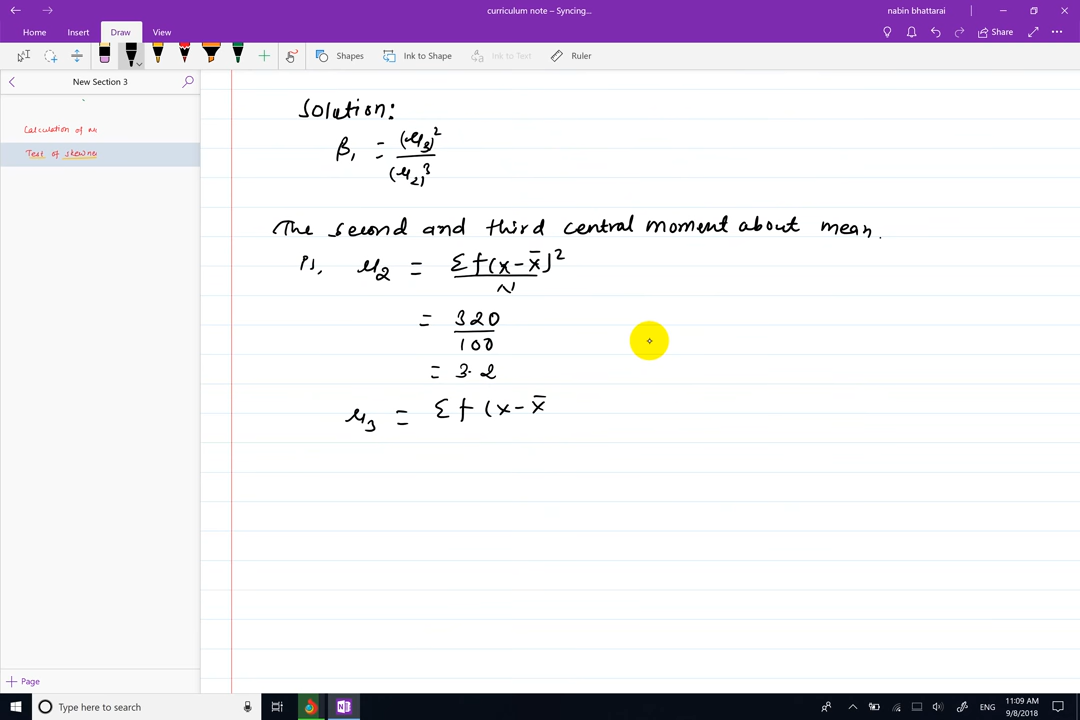 curriculum note – Syncing...
nabin bhattarai
Home Insert Draw View
Share
Shapes Ink to Shape Ink to Text Ruler
New Section 3
Calculation of
Test of skewne
Solution:
β₁ = (μ₃)² / (μ₂)³
The second and third central moment about mean.
is, μ₂ = Σf(x-x̄)² / N
= 320 / 100
= 3.2
μ₃ = Σf(x-x̄
+ Page
Type here to search
ENG
11:09 AM
9/8/2018